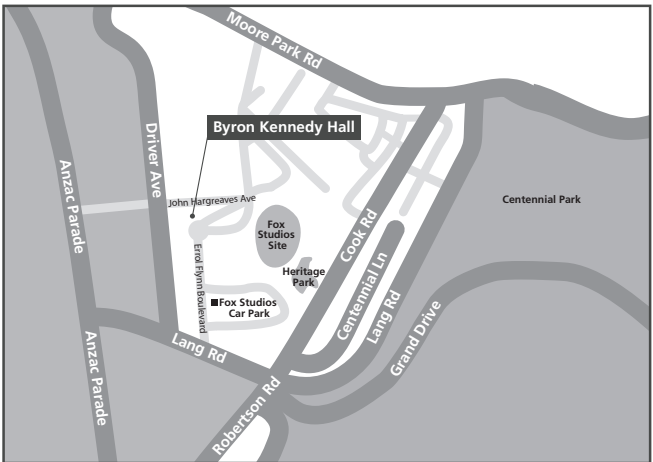 Moore Park Rd
Byron Kennedy Hall
Driver Ave
Anzac Parade
John Hargreaves Ave
Centennial Park
Fox
Studios
Site
Cook Rd
Heritage
Park
Errol Flynn Boulevard
Centennial Ln
Fox Studios
Car Park
Lang Rd
Grand Drive
Anzac Parade
Lang Rd
Robertson Rd